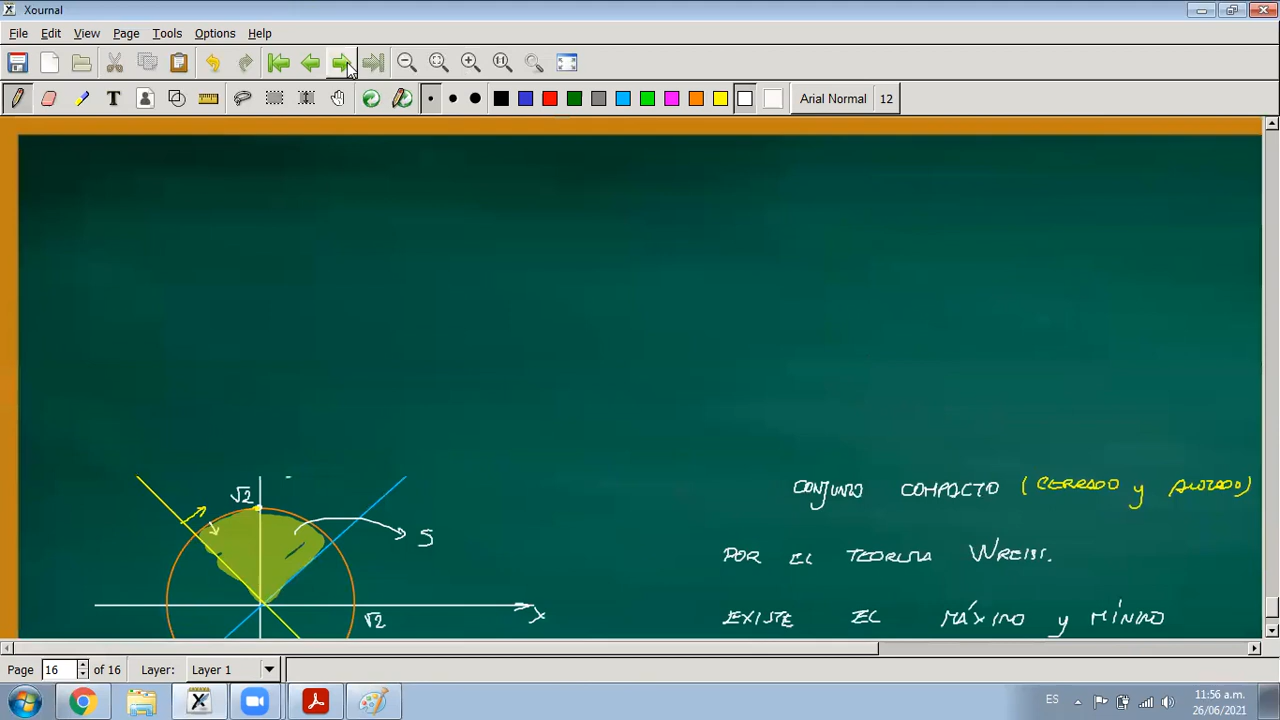 Xournal
File Edit View Page Tools Options Help
Arial Normal 12
√2
S
CONJUNTO COMPACTO (CERRADO y ACOTADO)
POR EL TEOREMA WREISS.
X
√2
EXISTE EL MÁXIMO y MÍNIMO
Page 16 of 16 Layer: Layer 1
ES 11:56 a.m.
26/06/2021